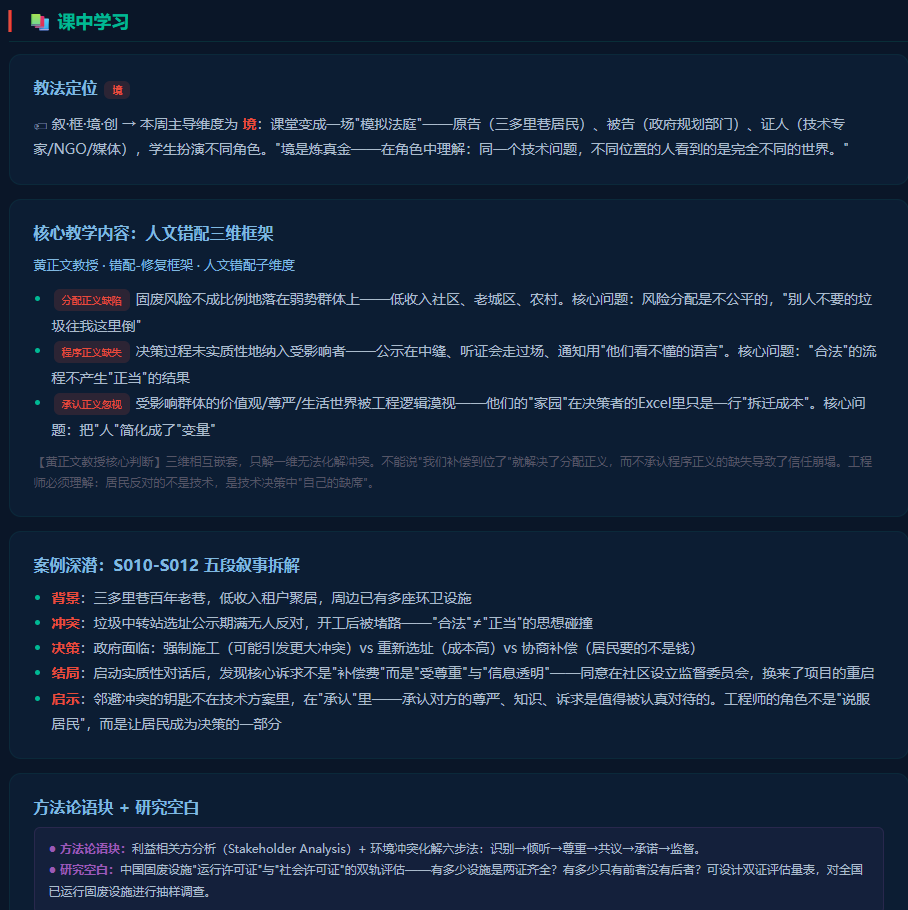 课中学习
教法定位 境
叙·框·境·创 → 本周主导维度为 境：课堂变成一场"模拟法庭"——原告（三多里巷居民）、被告（政府规划部门）、证人（技术专
家/NGO/媒体），学生扮演不同角色。"境是炼真金——在角色中理解：同一个技术问题，不同位置的人看到的是完全不同的世界。"
核心教学内容：人文错配三维框架
黄正文教授 · 错配-修复框架 · 人文错配子维度
分配正义缺陷 固废风险不成比例地落在弱势群体上——低收入社区、老城区、农村。核心问题：风险分配是不公平的，"别人不要的垃
圾往我这里倒"
程序正义缺失 决策过程未实质性地纳入受影响者——公示在中缝、听证会走过场、通知用"他们看不懂的语言"。核心问题："合法"的流
程不产生"正当"的结果
承认正义忽视 受影响群体的价值观/尊严/生活世界被工程逻辑漠视——他们的"家园"在决策者的Excel里只是一行"拆迁成本"。核心问
题：把"人"简化成了"变量"
【黄正文教授核心判断】三维相互嵌套，只解一维无法化解冲突。不能说"我们补偿到位了"就解决了分配正义，而不承认程序正义的缺失导致了信任崩塌。工程
师必须理解：居民反对的不是技术，是技术决策中"自己的缺席"。
案例深潜：S010-S012 五段叙事拆解
背景：三多里巷百年老巷，低收入租户聚居，周边已有多座环卫设施
冲突：垃圾中转站选址公示期满无人反对，开工后被堵路——"合法"≠"正当"的思想碰撞
决策：政府面临：强制施工（可能引发更大冲突）vs 重新选址（成本高）vs 协商补偿（居民要的不是钱）
结局：启动实质性对话后，发现核心诉求不是"补偿费"而是"受尊重"与"信息透明"——同意在社区设立监督委员会，换来了项目的重启
启示：邻避冲突的钥匙不在技术方案里，在"承认"里——承认对方的尊严、知识、诉求是值得被认真对待的。工程师的角色不是"说服
居民"，而是让居民成为决策的一部分
方法论语块 + 研究空白
● 方法论语块：利益相关方分析（Stakeholder Analysis）+ 环境冲突化解六步法：识别→倾听→尊重→共议→承诺→监督。
● 研究空白：中国固废设施"运行许可证"与"社会许可证"的双轨评估——有多少设施是两证齐全？有多少只有前者没有后者？可设计双证评估量表，对全国
已运行固废设施进行抽样调查。